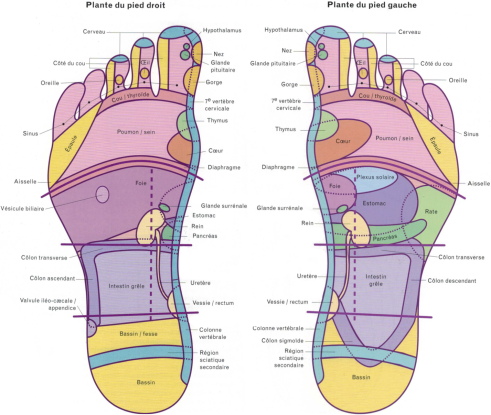 Plante du pied droit
Plante du pied gauche
Cerveau
Hypothalamus
Côté du cou
Œil
Nez
Glande
pituitaire
Oreille
Gorge
Cou / thyroïde
7e vertèbre
cervicale
Sinus
Thymus
Poumon / sein
Épaule
Cœur
Diaphragme
Aisselle
Foie
Vésicule biliaire
Glande surrénale
Estomac
Rein
Pancréas
Côlon transverse
Côlon ascendant
Intestin grêle
Uretère
Valvule iléo-cæcale /
appendice
Vessie / rectum
Bassin / fesse
Colonne
vertébrale
Région
sciatique
secondaire
Bassin
Hypothalamus
Cerveau
Nez
Œil
Côté du cou
Glande pituitaire
Oreille
Gorge
Cou / thyroïde
7e vertèbre
cervicale
Sinus
Thymus
Poumon / sein
Épaule
Cœur
Diaphragme
Plexus solaire
Aisselle
Foie
Estomac
Rate
Glande surrénale
Rein
Pancréas
Côlon transverse
Intestin
grêle
Uretère
Côlon descendant
Vessie / rectum
Colonne vertébrale
Côlon sigmoïde
Région
sciatique
secondaire
Bassin